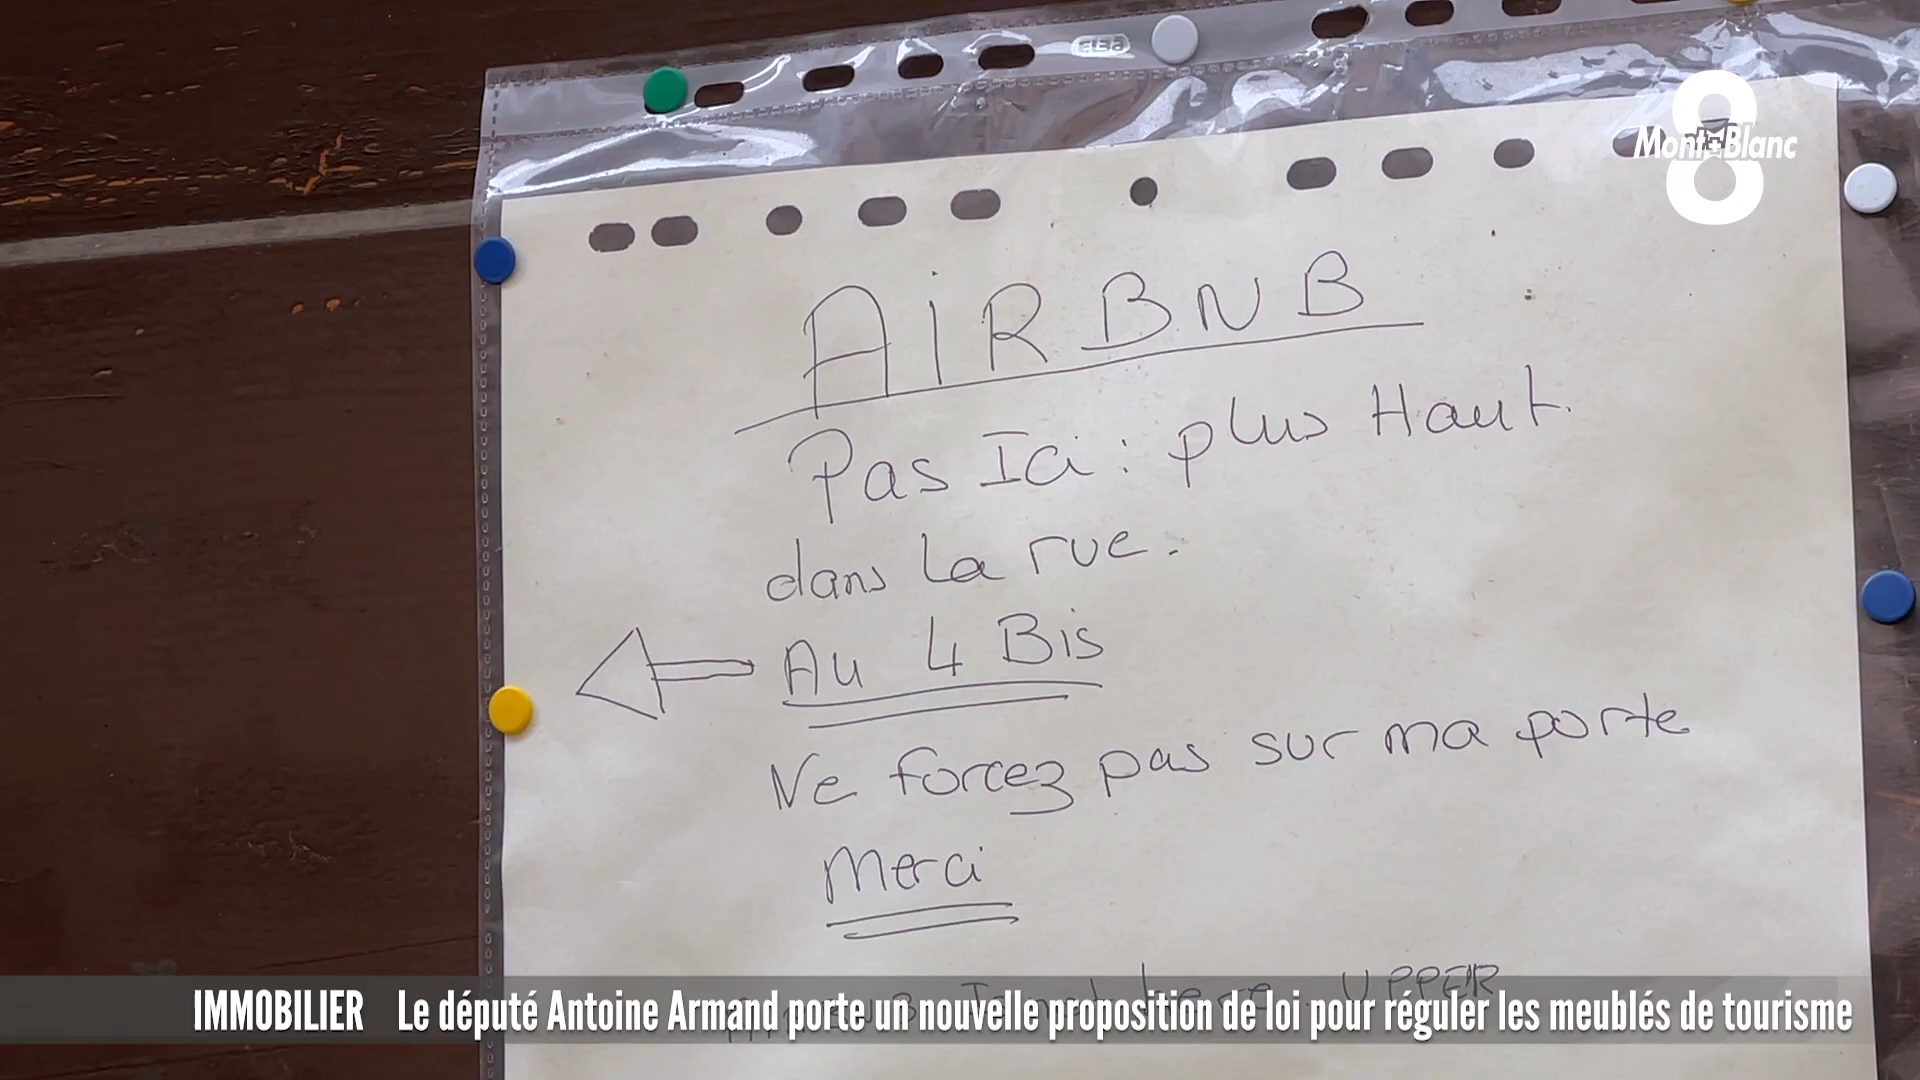 8
Mont Blanc
AIRBNB
Pas Ici : plus Haut.
dans La rue.
Au 4 Bis
Ne forcez pas sur ma porte
Merci
UPPER
IMMOBILIER Le député Antoine Armand porte un nouvelle proposition de loi pour réguler les meublés de tourisme